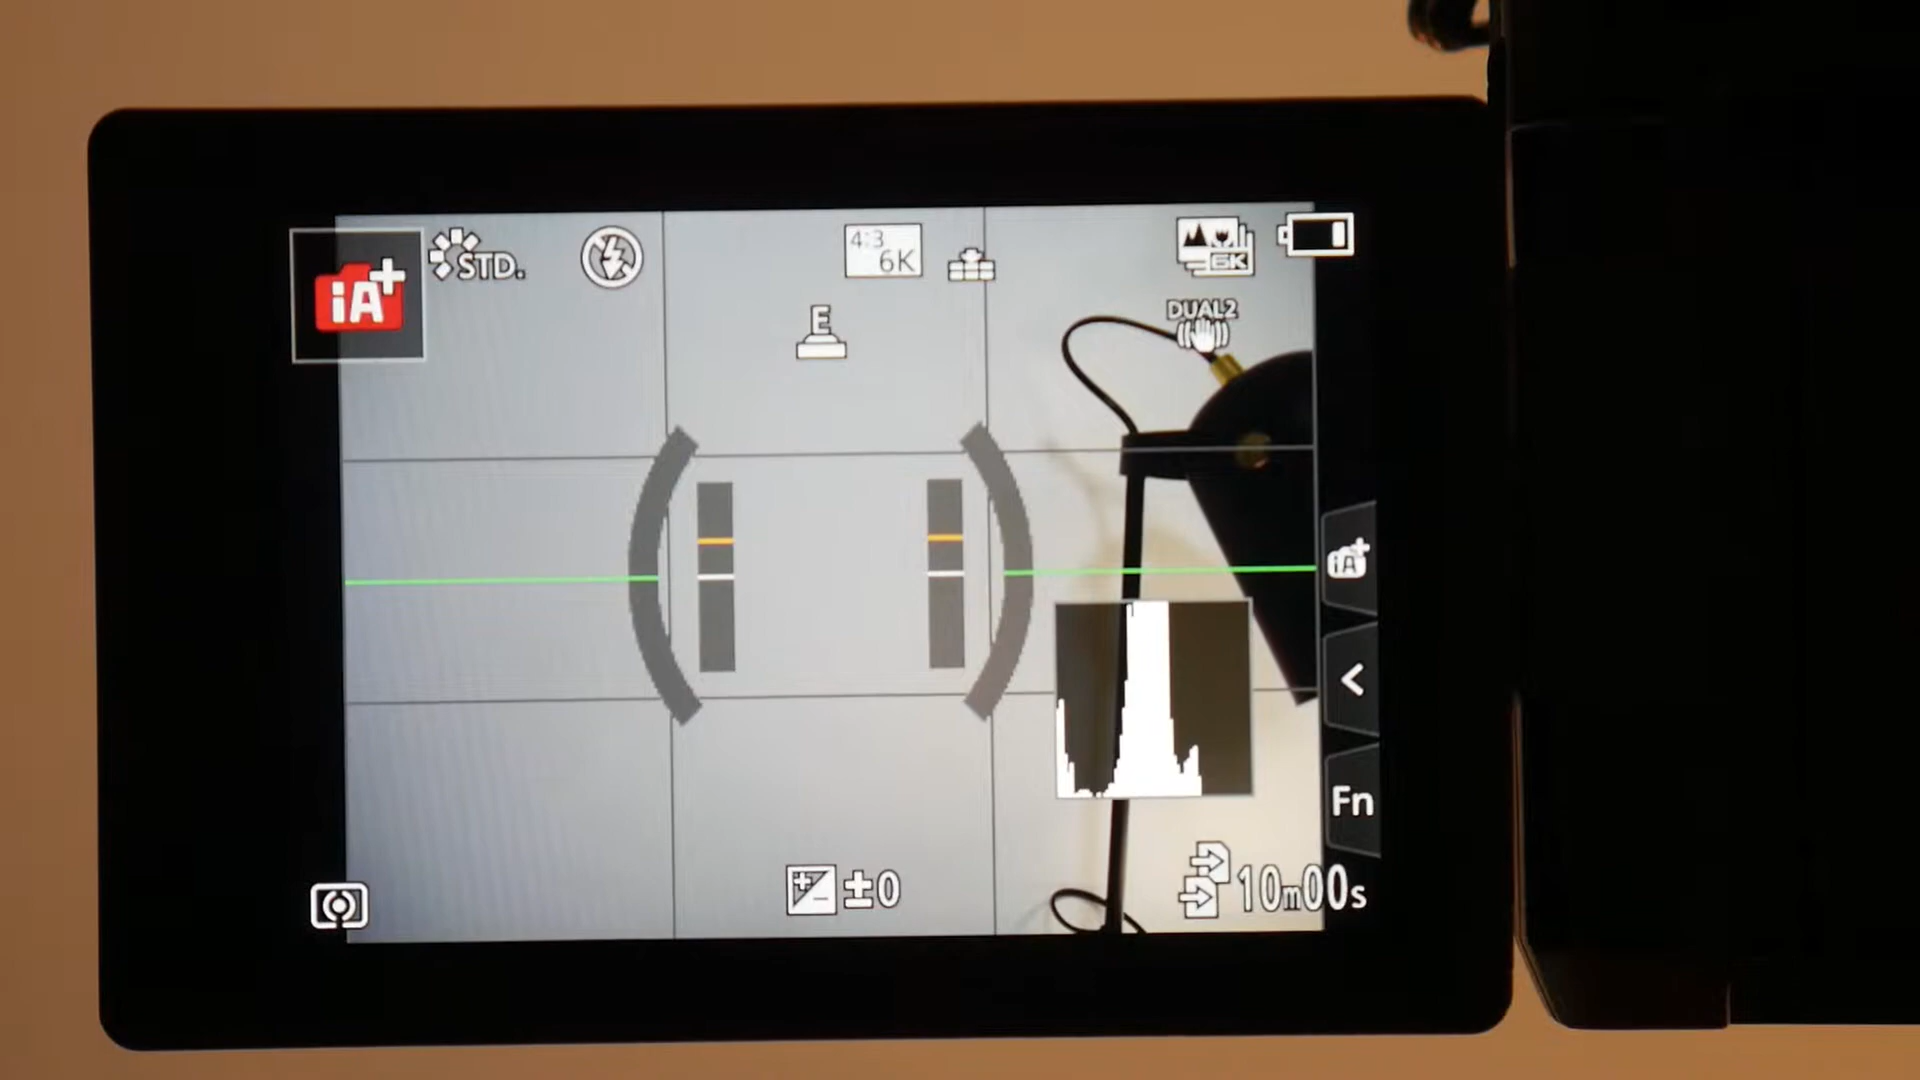 iA+
STD.
4:3
6K
6K
E
DUAL2
iA+
<
Fn
±0
10m00s